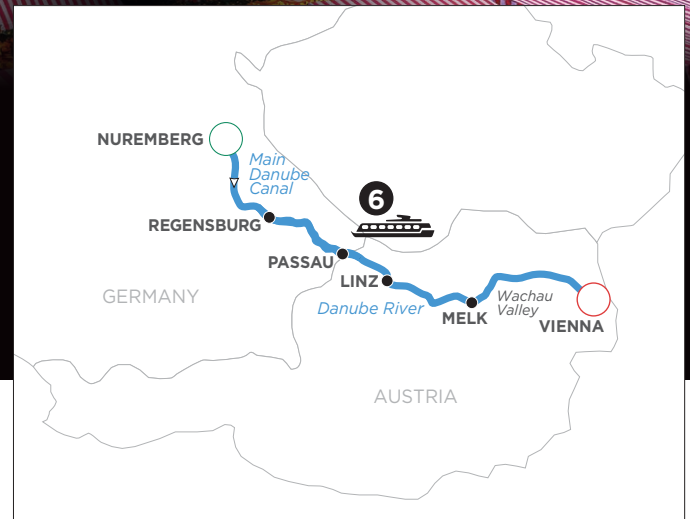 NUREMBERG
Main
Danube
Canal
6
REGENSBURG
PASSAU
LINZ
GERMANY
Danube River
MELK
Wachau
Valley
VIENNA
AUSTRIA